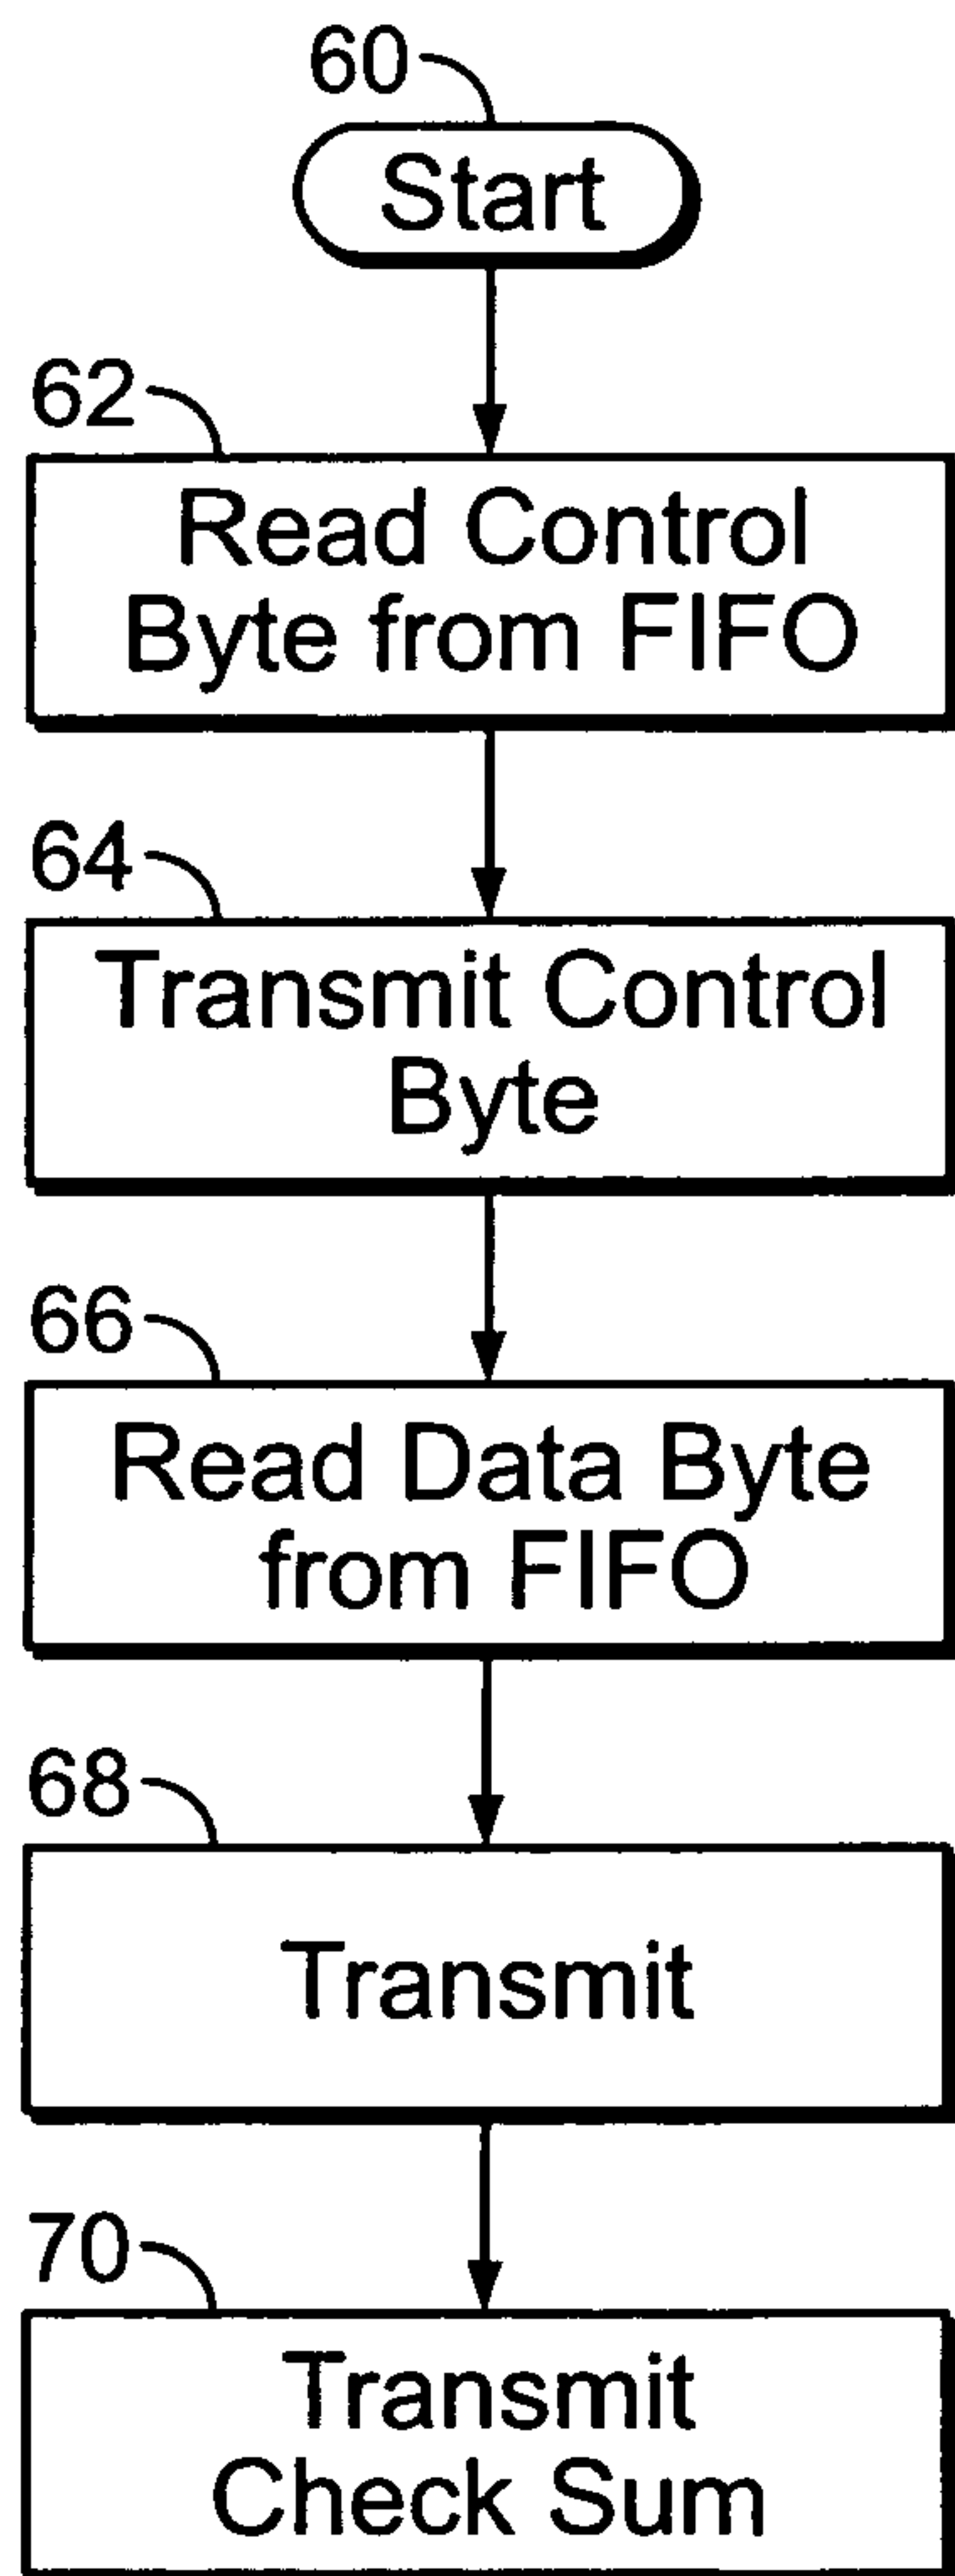 60
Start
62
Read Control
Byte from FIFO
64
Transmit Control
Byte
66
Read Data Byte
from FIFO
68
Transmit
70
Transmit
Check Sum